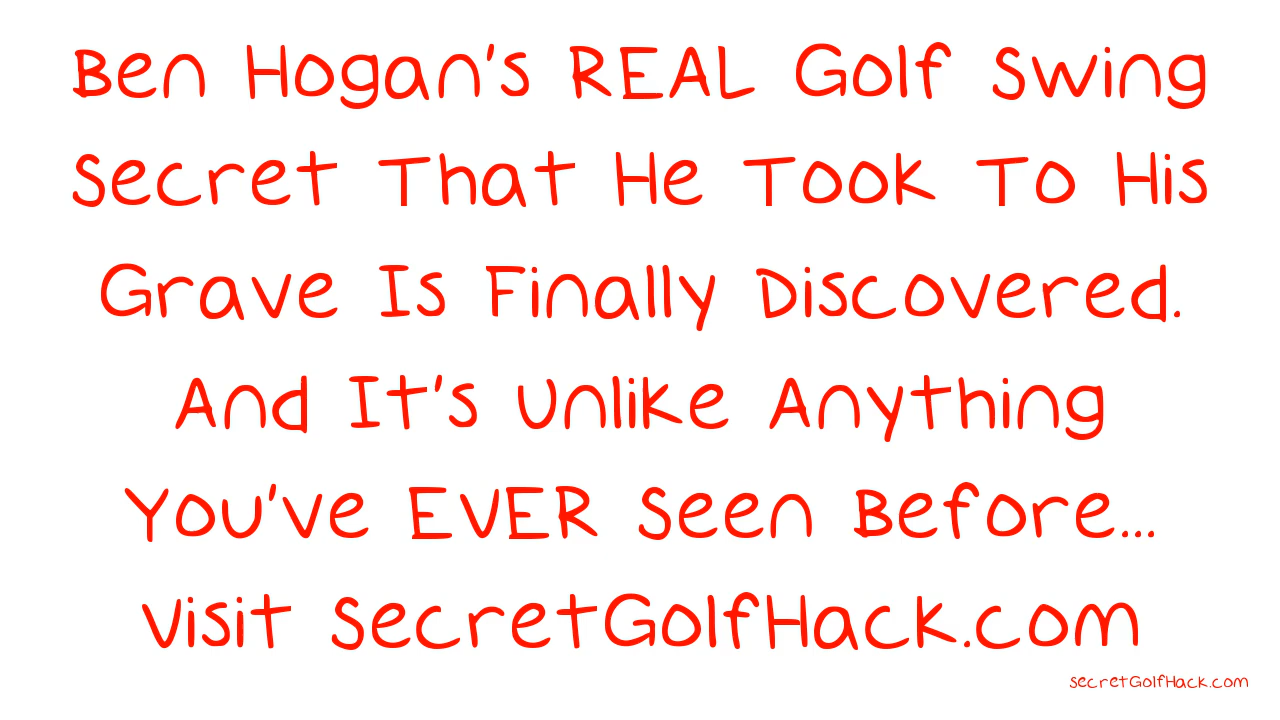 Ben Hogan's REAL Golf Swing
Secret That He Took To His
Grave Is Finally Discovered.
And It's Unlike Anything
You've EVER Seen Before...
Visit SecretGolfHack.com
SecretGolfHack.com